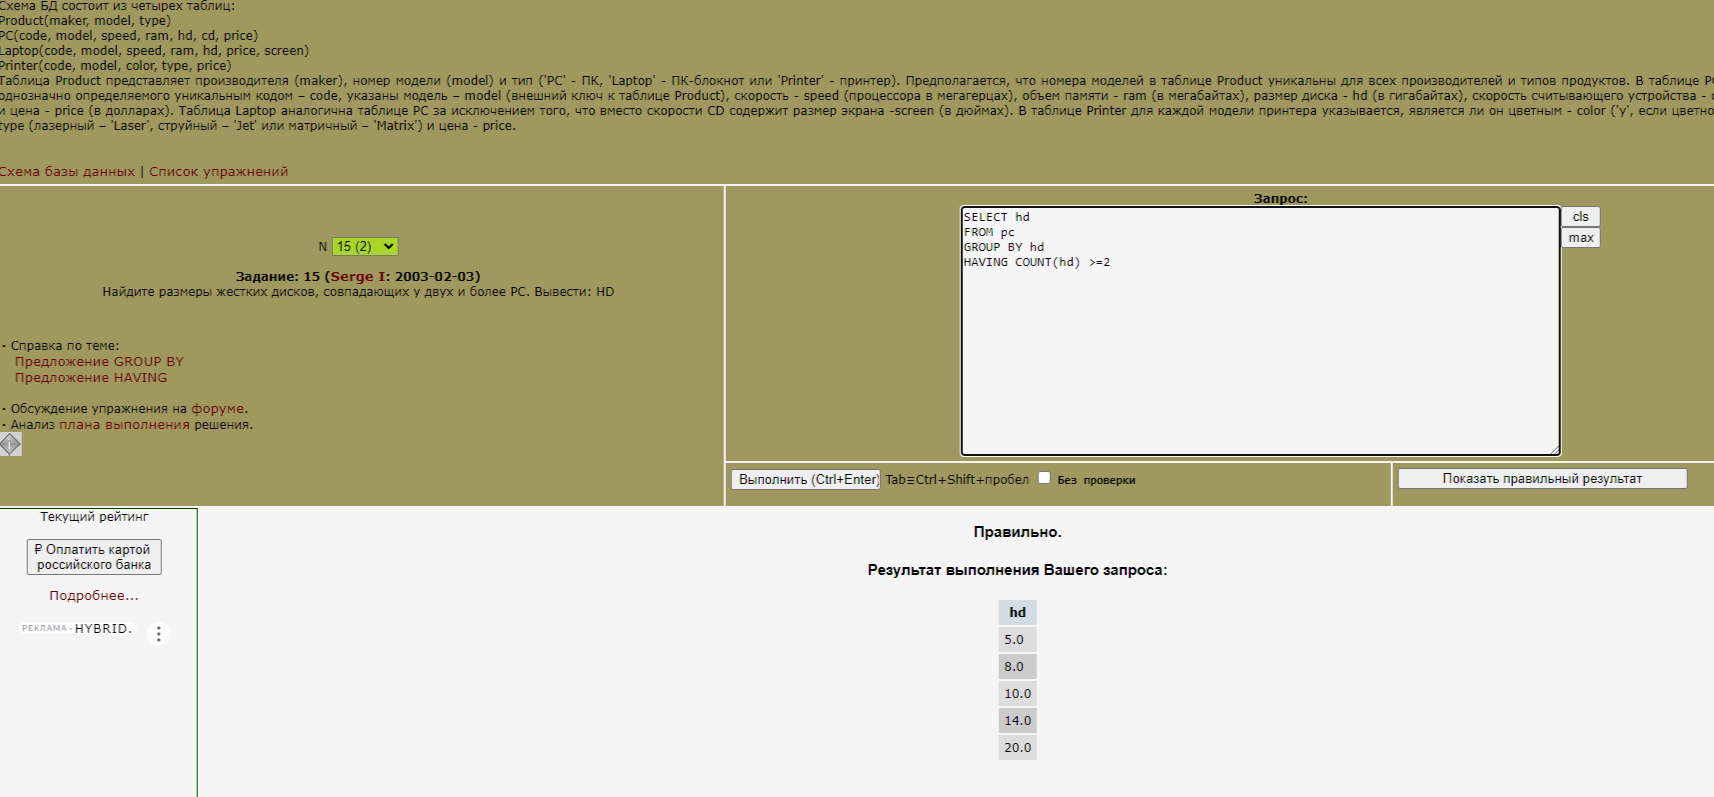 Схема БД состоит из четырех таблиц:
Product(maker, model, type)
PC(code, model, speed, ram, hd, cd, price)
Laptop(code, model, speed, ram, hd, price, screen)
Printer(code, model, color, type, price)
Таблица Product представляет производителя (maker), номер модели (model) и тип ('PC' - ПК, 'Laptop' - ПК-блокнот или 'Printer' - принтер). Предполагается, что номера моделей в таблице Product уникальны для всех производителей и типов продуктов. В таблице PC
однозначно определяемого уникальным кодом – code, указаны модель – model (внешний ключ к таблице Product), скорость - speed (процессора в мегагерцах), объем памяти - ram (в мегабайтах), размер диска - hd (в гигабайтах), скорость считывающего устройства -
и цена - price (в долларах). Таблица Laptop аналогична таблице РС за исключением того, что вместо скорости CD содержит размер экрана -screen (в дюймах). В таблице Printer для каждой модели принтера указывается, является ли он цветным - color ('y', если
type (лазерный – 'Laser', струйный – 'Jet' или матричный – 'Matrix') и цена - price.
Схема базы данных | Список упражнений
N 15 (2)
Задание: 15 (Serge I: 2003-02-03)
Найдите размеры жестких дисков, совпадающих у двух и более PC. Вывести: HD
· Справка по теме:
Предложение GROUP BY
Предложение HAVING
· Обсуждение упражнения на форуме.
· Анализ плана выполнения решения.
Запрос:
SELECT hd
FROM pc
GROUP BY hd
HAVING COUNT(hd) >=2
cls
max
Выполнить (Ctrl+Enter) Tab≡Ctrl+Shift+пробел Без проверки
Показать правильный результат
Текущий рейтинг
₽ Оплатить картой
российского банка
Подробнее...
РЕКЛАМА · HYBRID.
Правильно.
Результат выполнения Вашего запроса:
hd
5.0
8.0
10.0
14.0
20.0